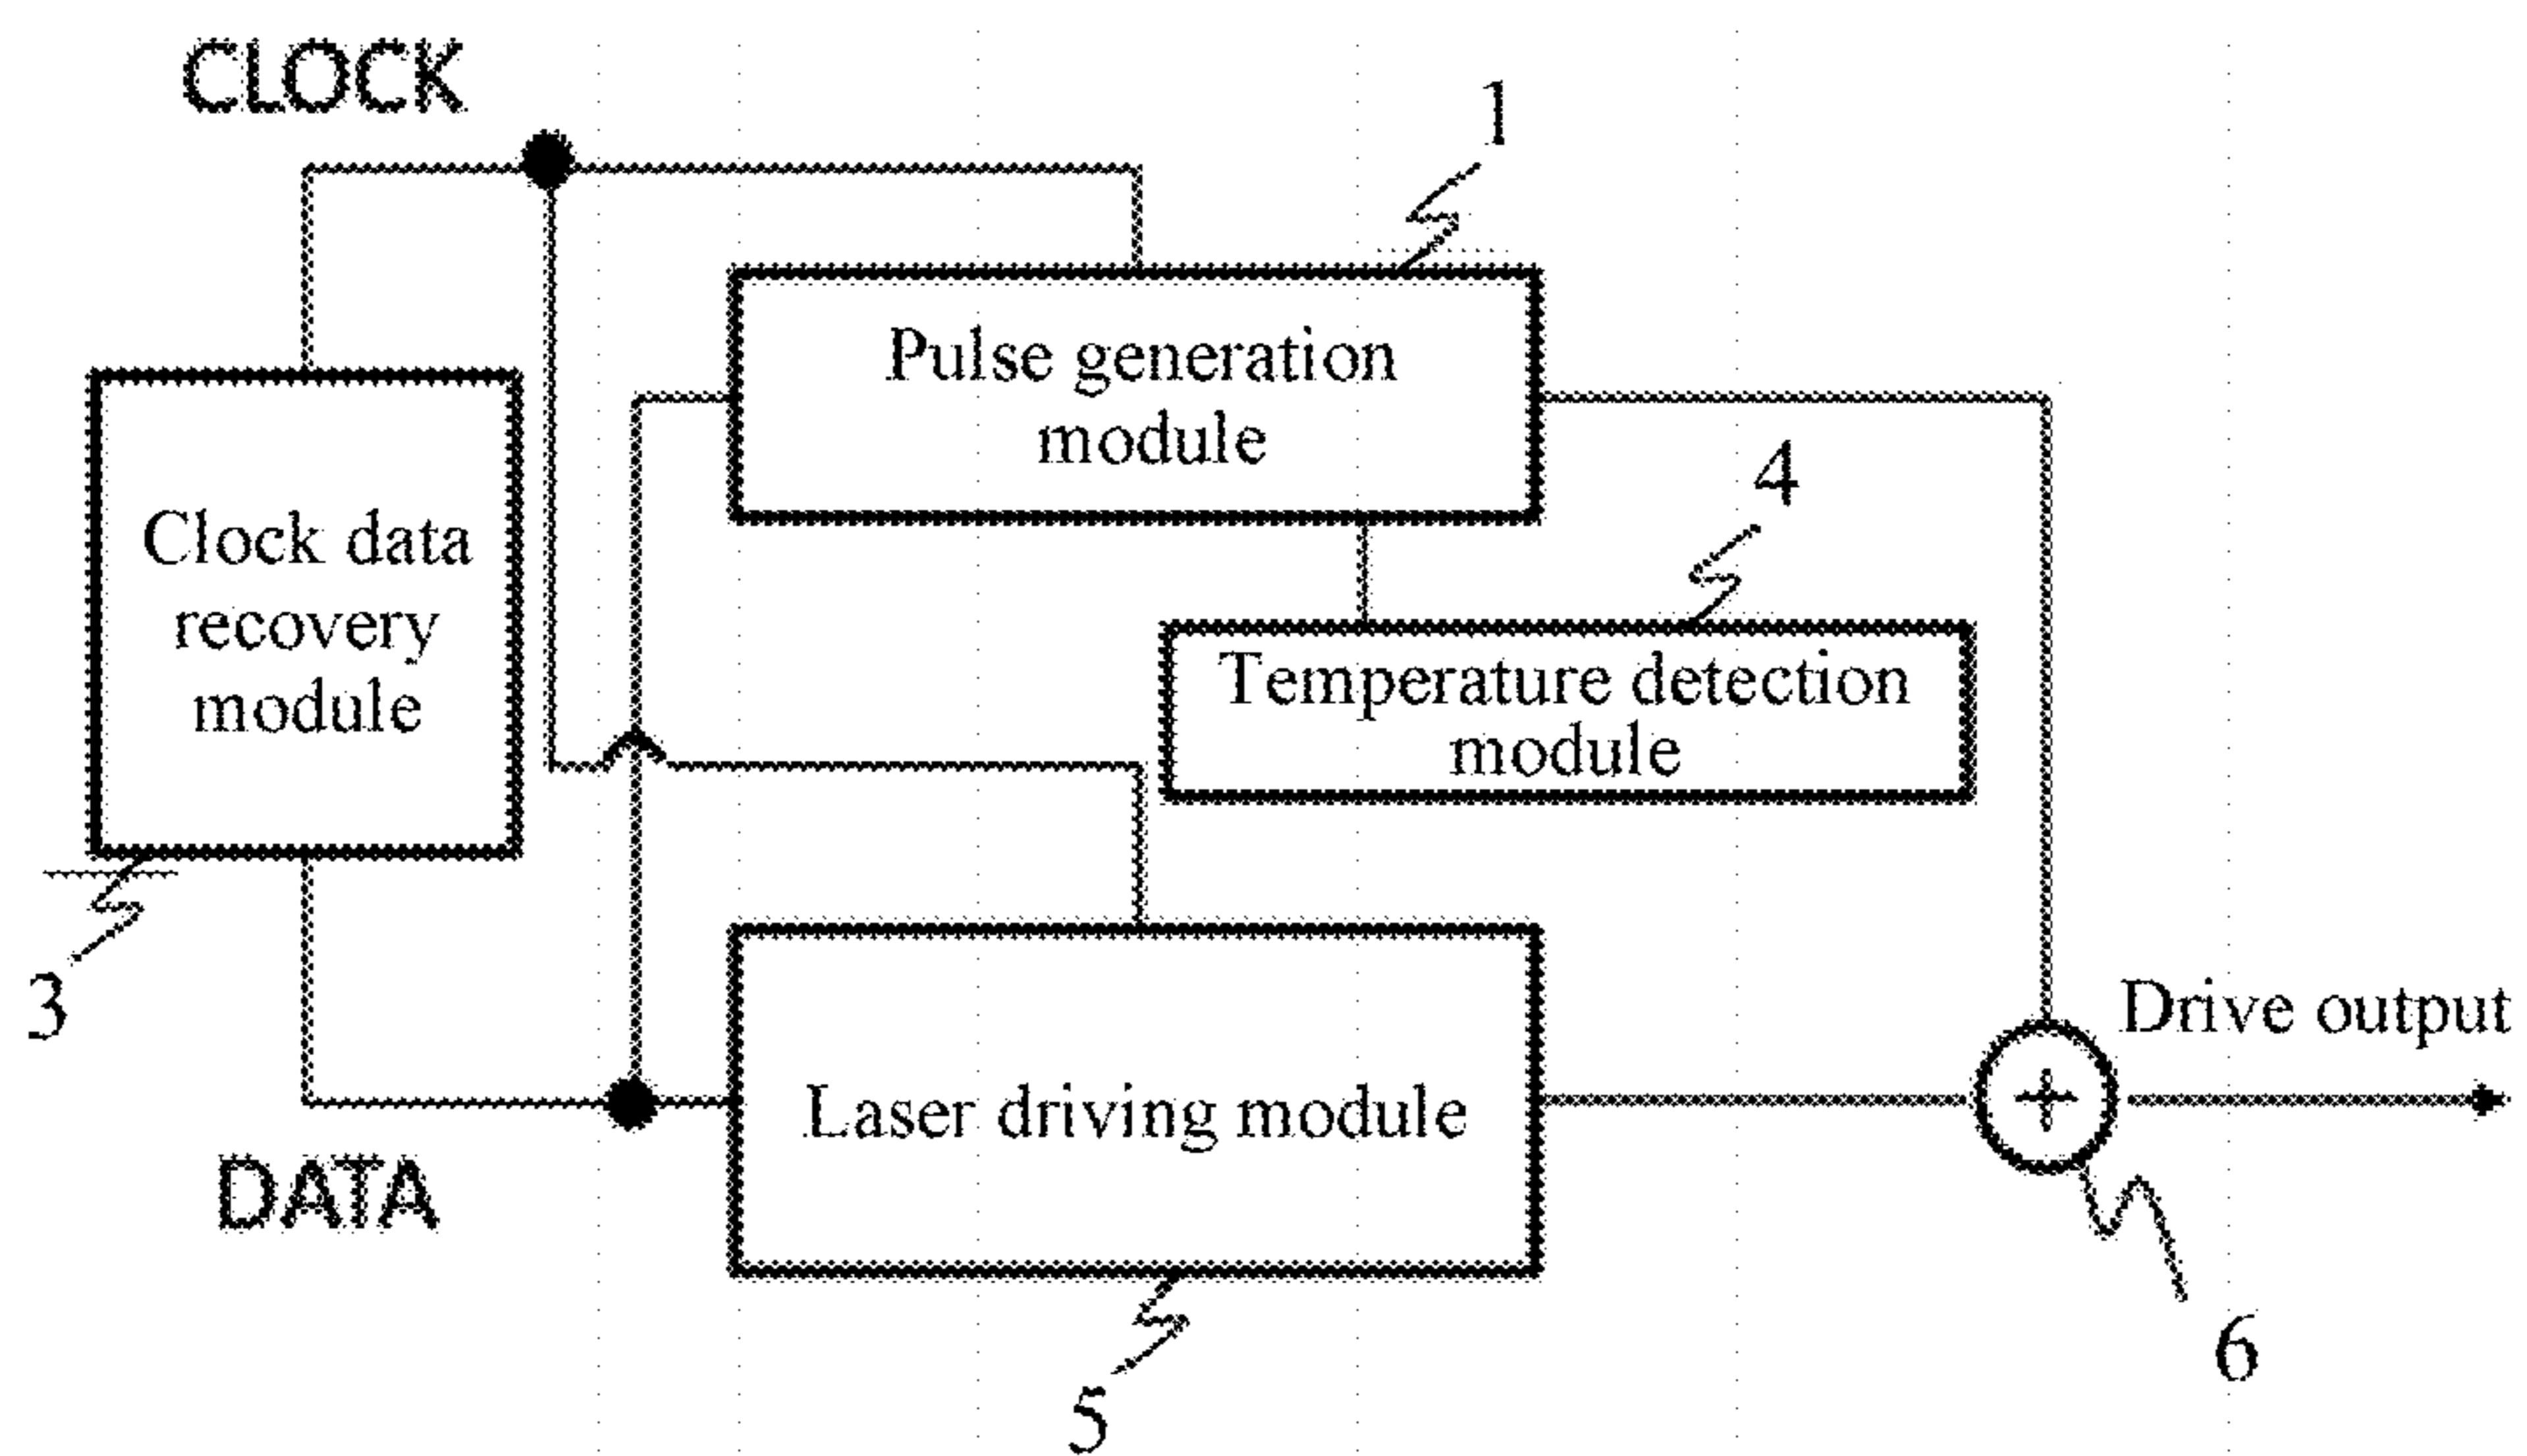 CLOCK
1
Pulse generation
module
4
Clock data
recovery
module
Temperature detection
module
3
Drive output
Laser driving module
+
DATA
6
5